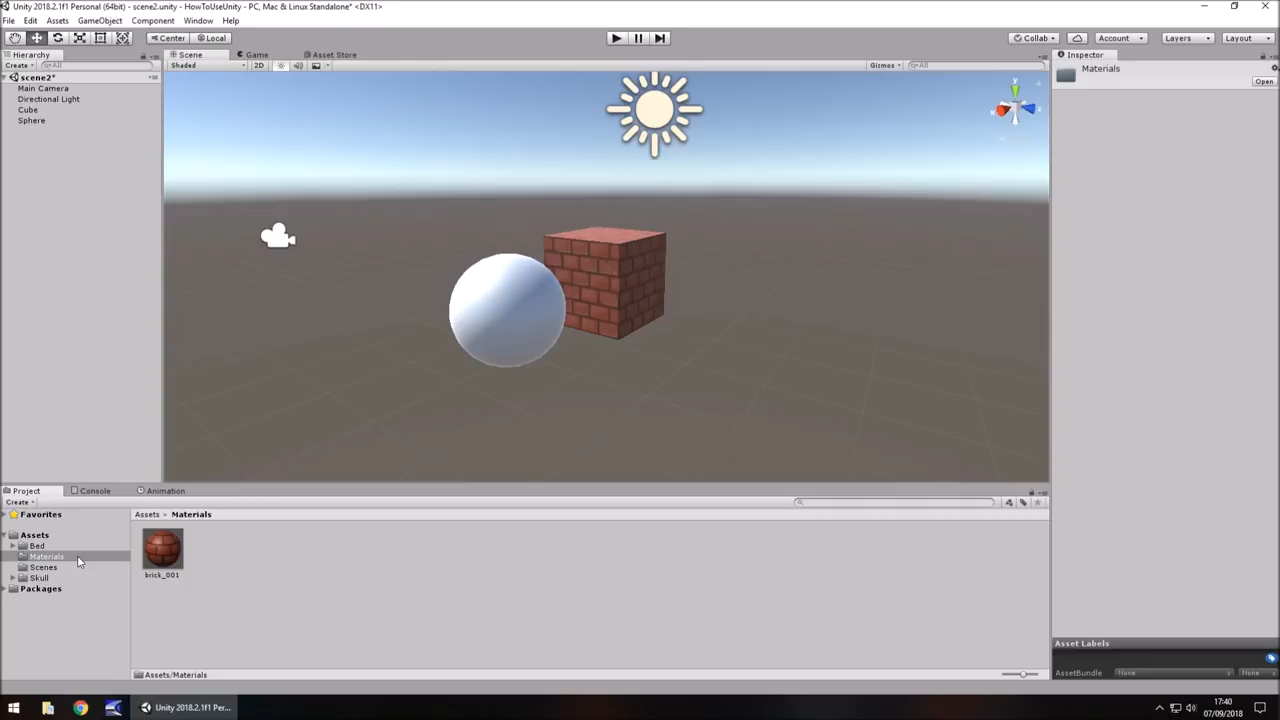 Unity 2018.2.1f1 Personal (64bit) - scene2.unity - HowToUseUnity - PC, Mac & Linux Standalone* <DX11>
File Edit Assets GameObject Component Window Help
Center Local Collab Account Layers Layout
Hierarchy Scene Game Asset Store Inspector
Create All Shaded 2D Gizmos All
scene2*
Main Camera
Directional Light
Cube
Sphere
y
x
z
Materials
Open
Project Console Animation
Create
Favorites
Assets
Bed
Materials
Scenes
Skull
Packages
Assets Materials
brick_001
Assets/Materials
Asset Labels
AssetBundle None None
Unity 2018.2.1f1 Per...
17:40
07/09/2018